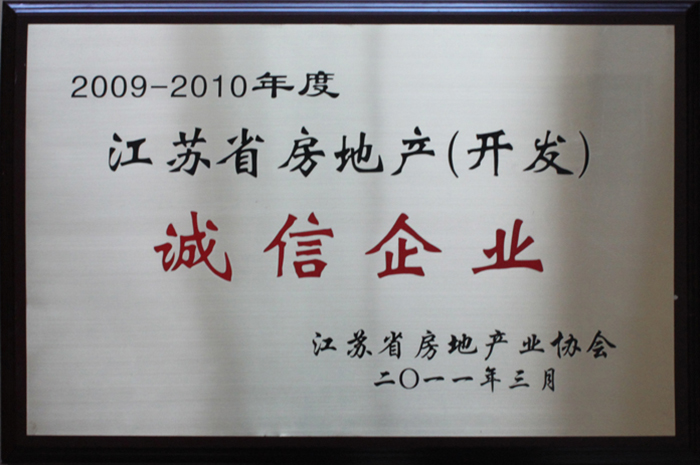 2009-2010年度
江苏省房地产(开发)
诚信企业
江苏省房地产业协会
二〇一一年三月